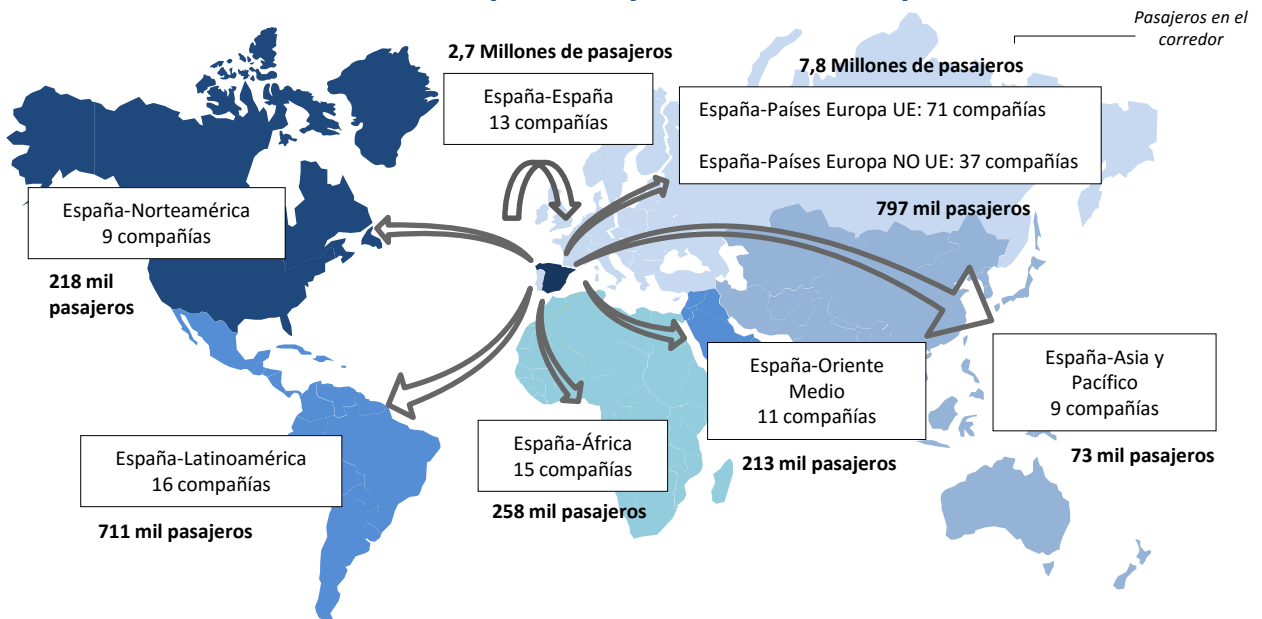 Pasajeros en el
corredor
2,7 Millones de pasajeros
España-España
13 compañías
7,8 Millones de pasajeros
España-Países Europa UE: 71 compañías
España-Países Europa NO UE: 37 compañías
797 mil pasajeros
España-Norteamérica
9 compañías
218 mil
pasajeros
España-Oriente
Medio
11 compañías
213 mil pasajeros
España-Asia y
Pacífico
9 compañías
73 mil pasajeros
España-África
15 compañías
258 mil pasajeros
España-Latinoamérica
16 compañías
711 mil pasajeros